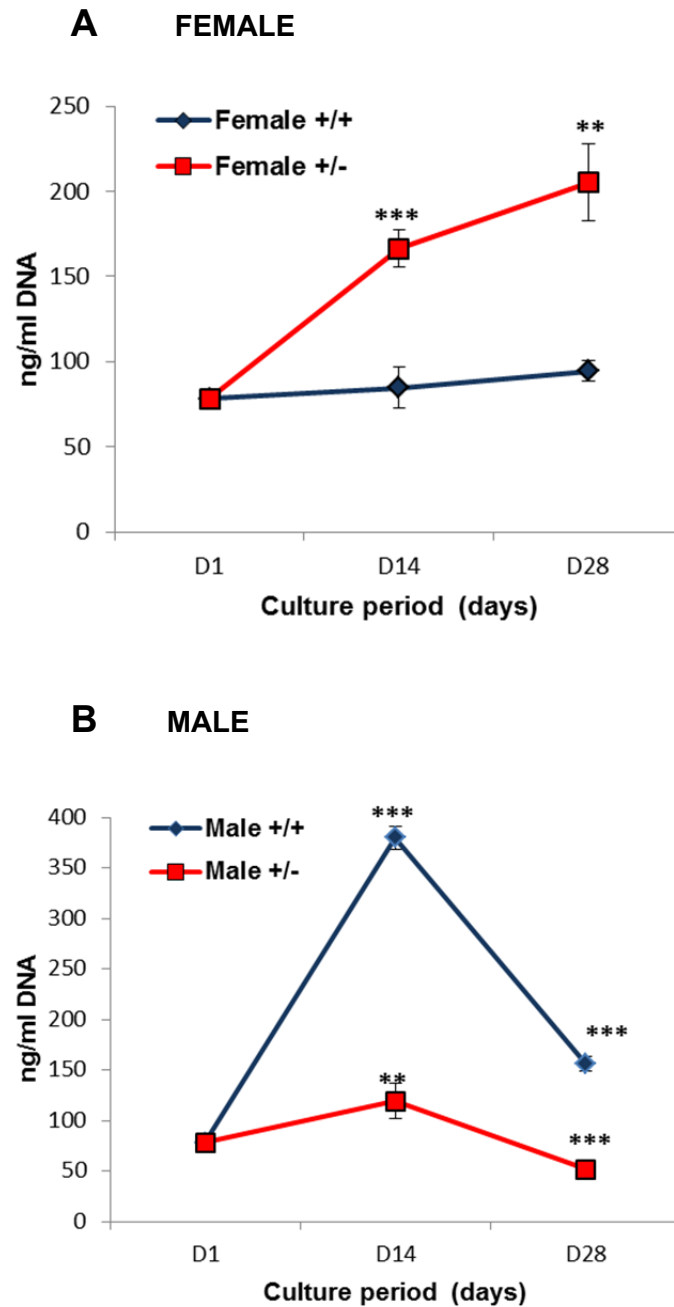 A FEMALE
250
200
150
100
50
0
ng/ml DNA
Female +/+
Female +/-
***
**
D1 D14 D28
Culture period (days)
B MALE
400
350
300
250
200
150
100
50
0
ng/ml DNA
Male +/+
Male +/-
***
***
**
***
D1 D14 D28
Culture period (days)